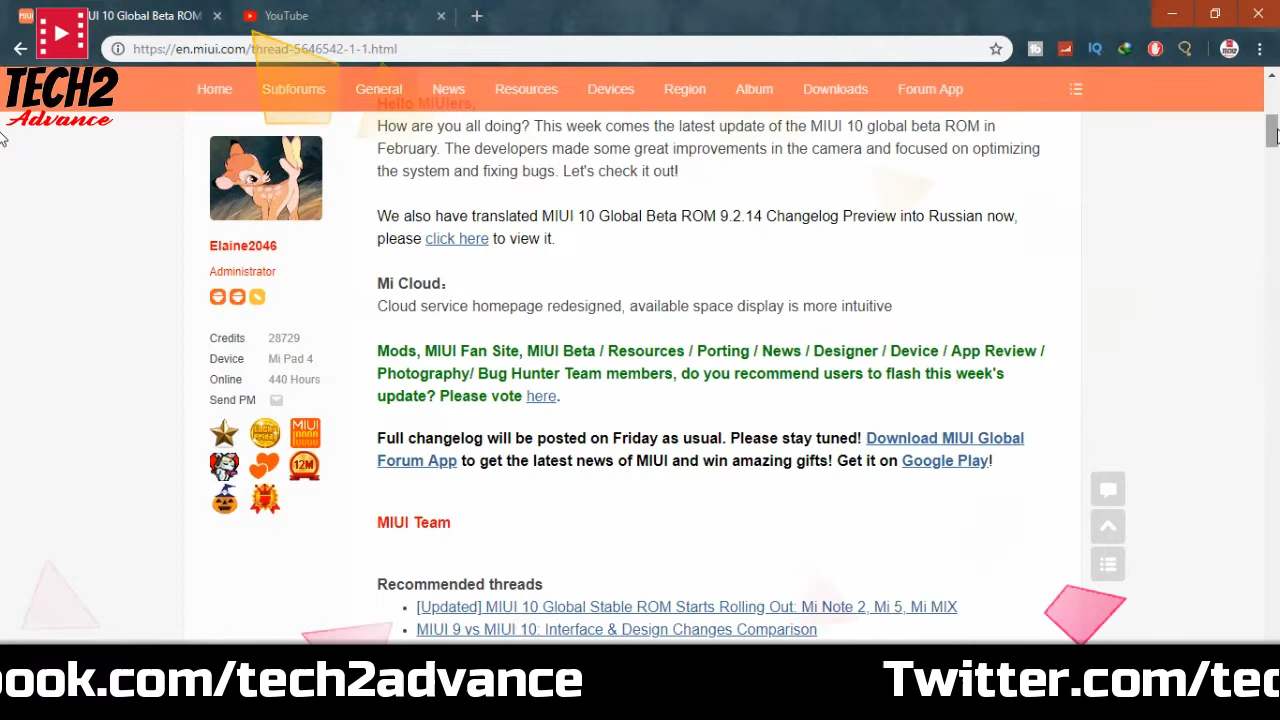 UI 10 Global Beta ROM
YouTube
https://en.miui.com/thread-5646542-1-1.html
TECH2
Advance
Home Subforums General News Resources Devices Region Album Downloads Forum App
Hello MIUIers,
How are you all doing? This week comes the latest update of the MIUI 10 global beta ROM in
February. The developers made some great improvements in the camera and focused on optimizing
the system and fixing bugs. Let's check it out!
We also have translated MIUI 10 Global Beta ROM 9.2.14 Changelog Preview into Russian now,
please click here to view it.
Elaine2046
Administrator
Mi Cloud:
Cloud service homepage redesigned, available space display is more intuitive
Credits 28729
Device Mi Pad 4
Online 440 Hours
Send PM
MIUI
12M
Mods, MIUI Fan Site, MIUI Beta / Resources / Porting / News / Designer / Device / App Review /
Photography/ Bug Hunter Team members, do you recommend users to flash this week's
update? Please vote here.
Full changelog will be posted on Friday as usual. Please stay tuned! Download MIUI Global
Forum App to get the latest news of MIUI and win amazing gifts! Get it on Google Play!
MIUI Team
Recommended threads
[Updated] MIUI 10 Global Stable ROM Starts Rolling Out: Mi Note 2, Mi 5, Mi MIX
MIUI 9 vs MIUI 10: Interface & Design Changes Comparison
book.com/tech2advance Twitter.com/tec